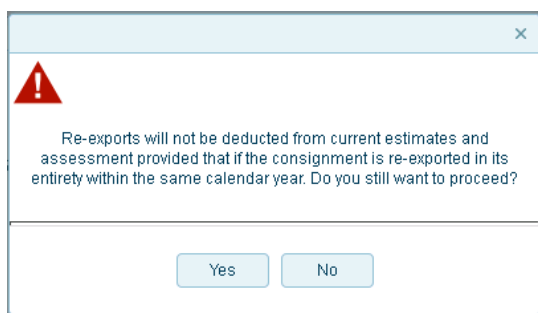 Re-exports will not be deducted from current estimates and
assessment provided that if the consignment is re-exported in its
entirety within the same calendar year. Do you still want to proceed?
Yes No